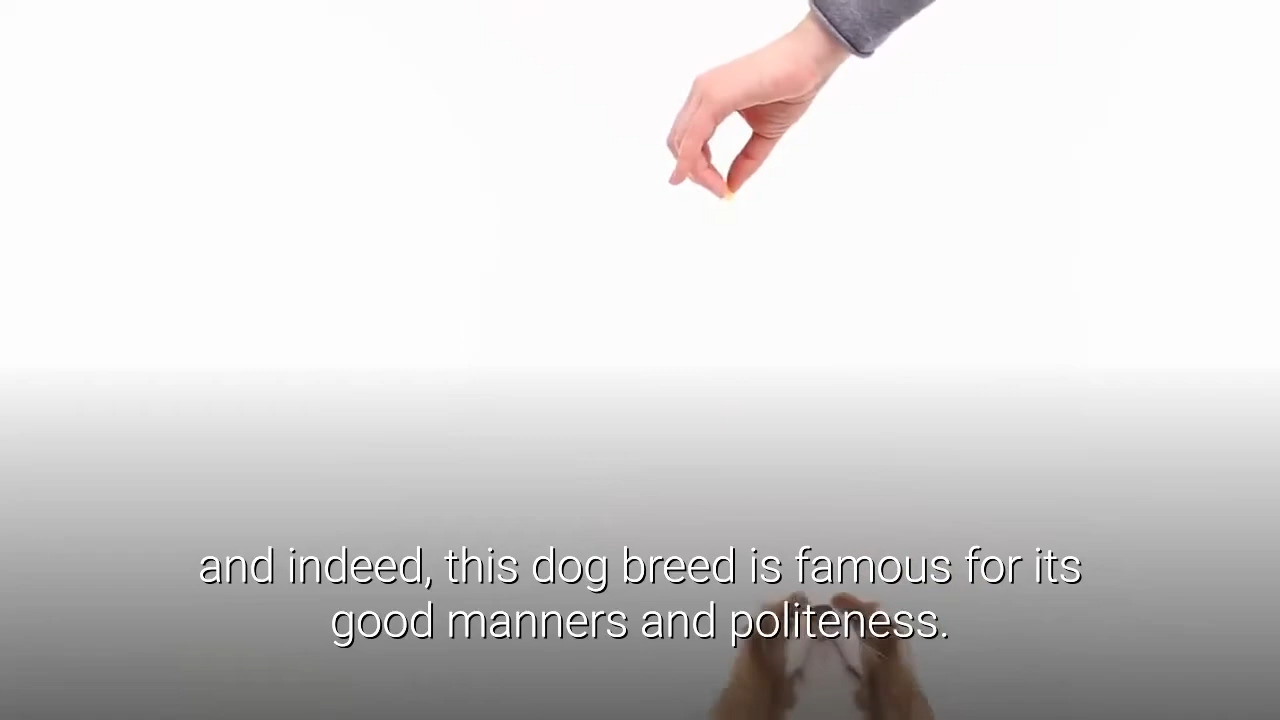 and indeed, this dog breed is famous for its
good manners and politeness.